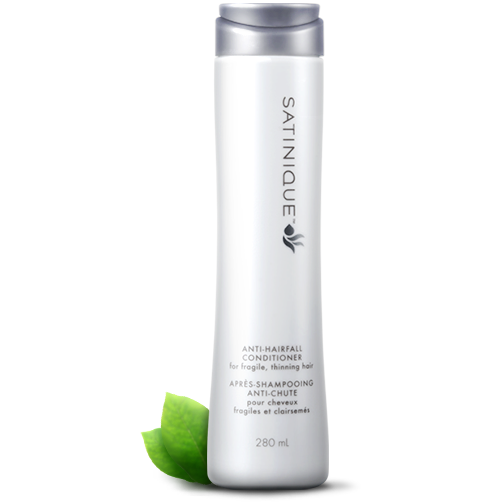 SATINIQUE™
ANTI-HAIRFALL
CONDITIONER
for fragile, thinning hair
APRÈS-SHAMPOOING
ANTI-CHUTE
pour cheveux
fragiles et clairsemés
280 mL